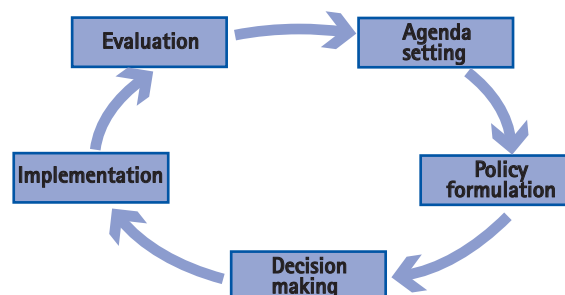 Evaluation
Agenda
setting
Implementation
Policy
formulation
Decision
making